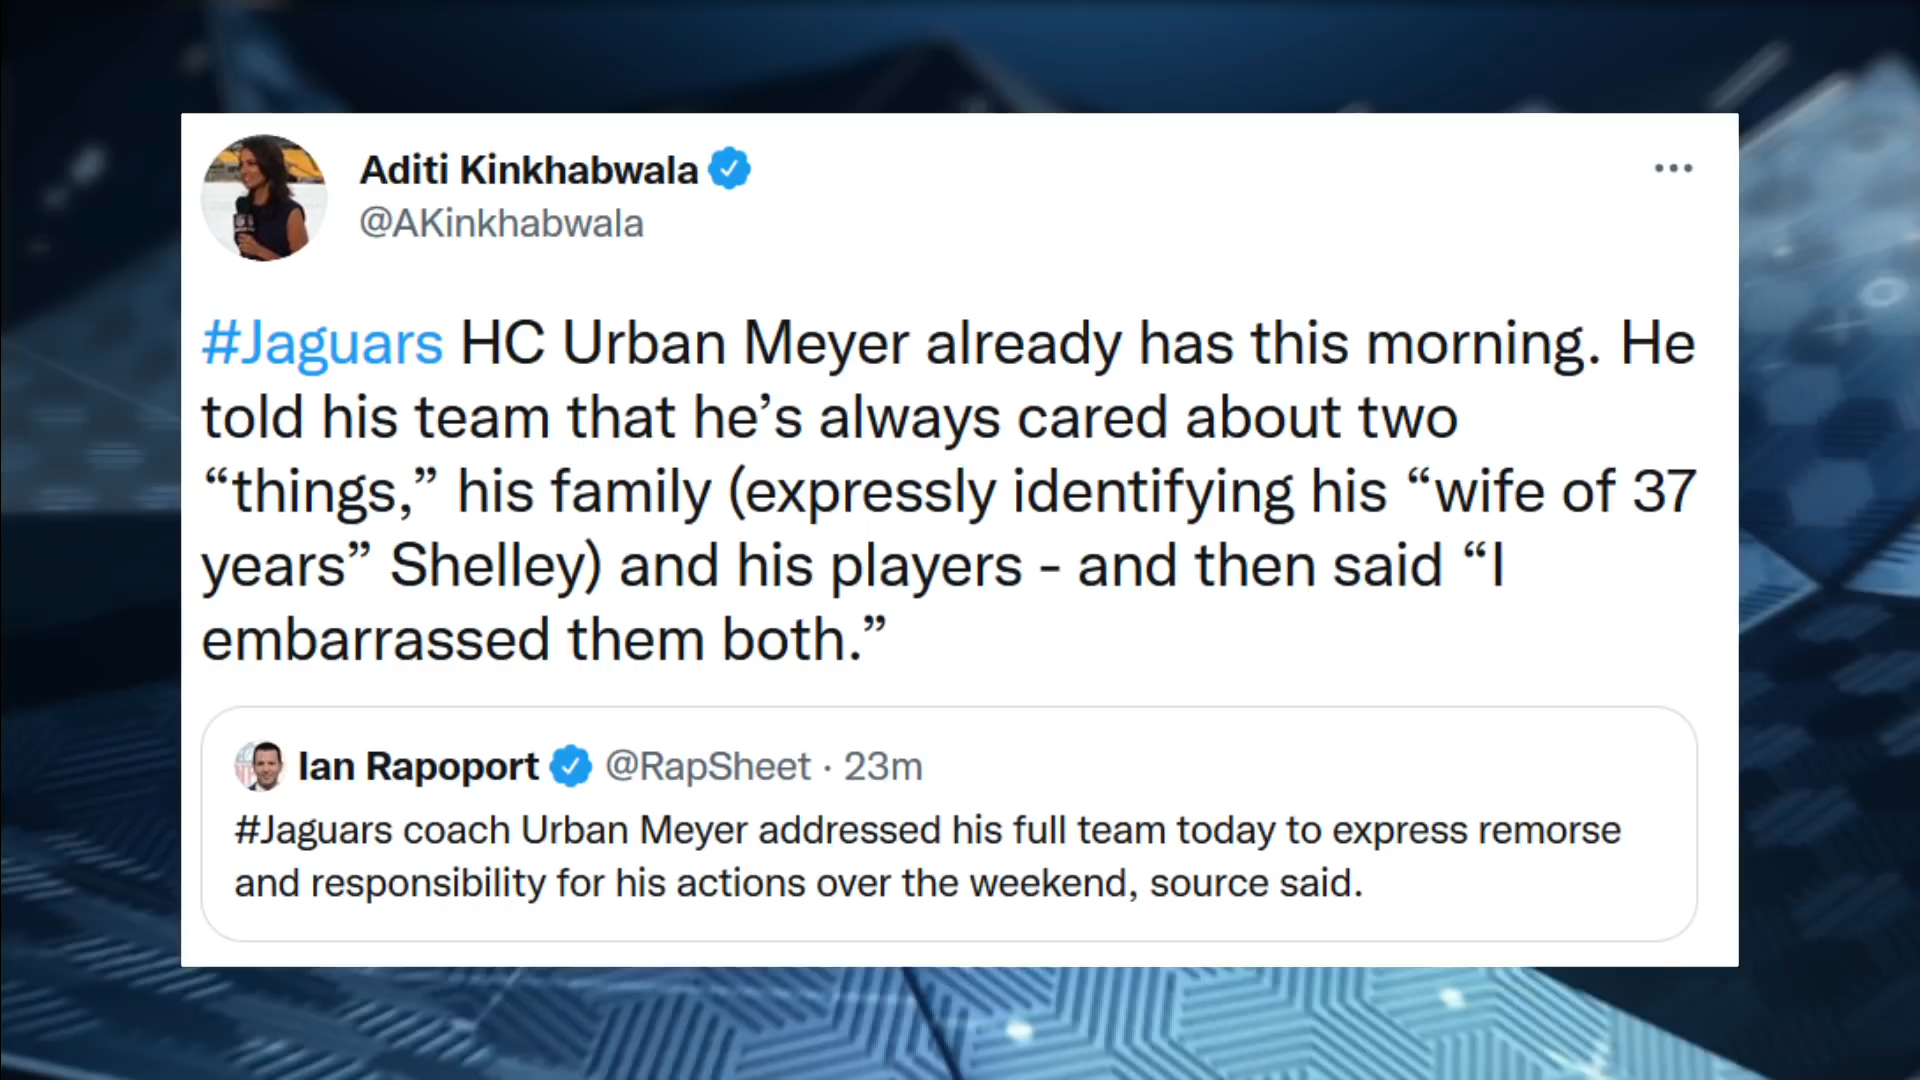 Aditi Kinkhabwala
@AKinkhabwala
#Jaguars HC Urban Meyer already has this morning. He
told his team that he’s always cared about two
“things,” his family (expressly identifying his “wife of 37
years” Shelley) and his players - and then said “I
embarrassed them both.”
Ian Rapoport @RapSheet · 23m
#Jaguars coach Urban Meyer addressed his full team today to express remorse
and responsibility for his actions over the weekend, source said.